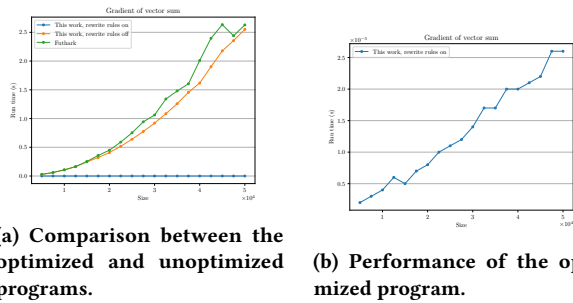 Gradient of vector sum
This work, rewrite rules on
This work, rewrite rules off
Futhark
Run time (s)
2.5
2.0
1.5
1.0
0.5
0.0
1 2 3 4 5
Size
×10⁴
(a) Comparison between the
optimized and unoptimized
programs.
Gradient of vector sum
×10⁻⁵
This work, rewrite rules on
Run time (s)
2.5
2.0
1.5
1.0
0.5
1 2 3 4 5
Size
×10⁴
(b) Performance of the op
mized program.